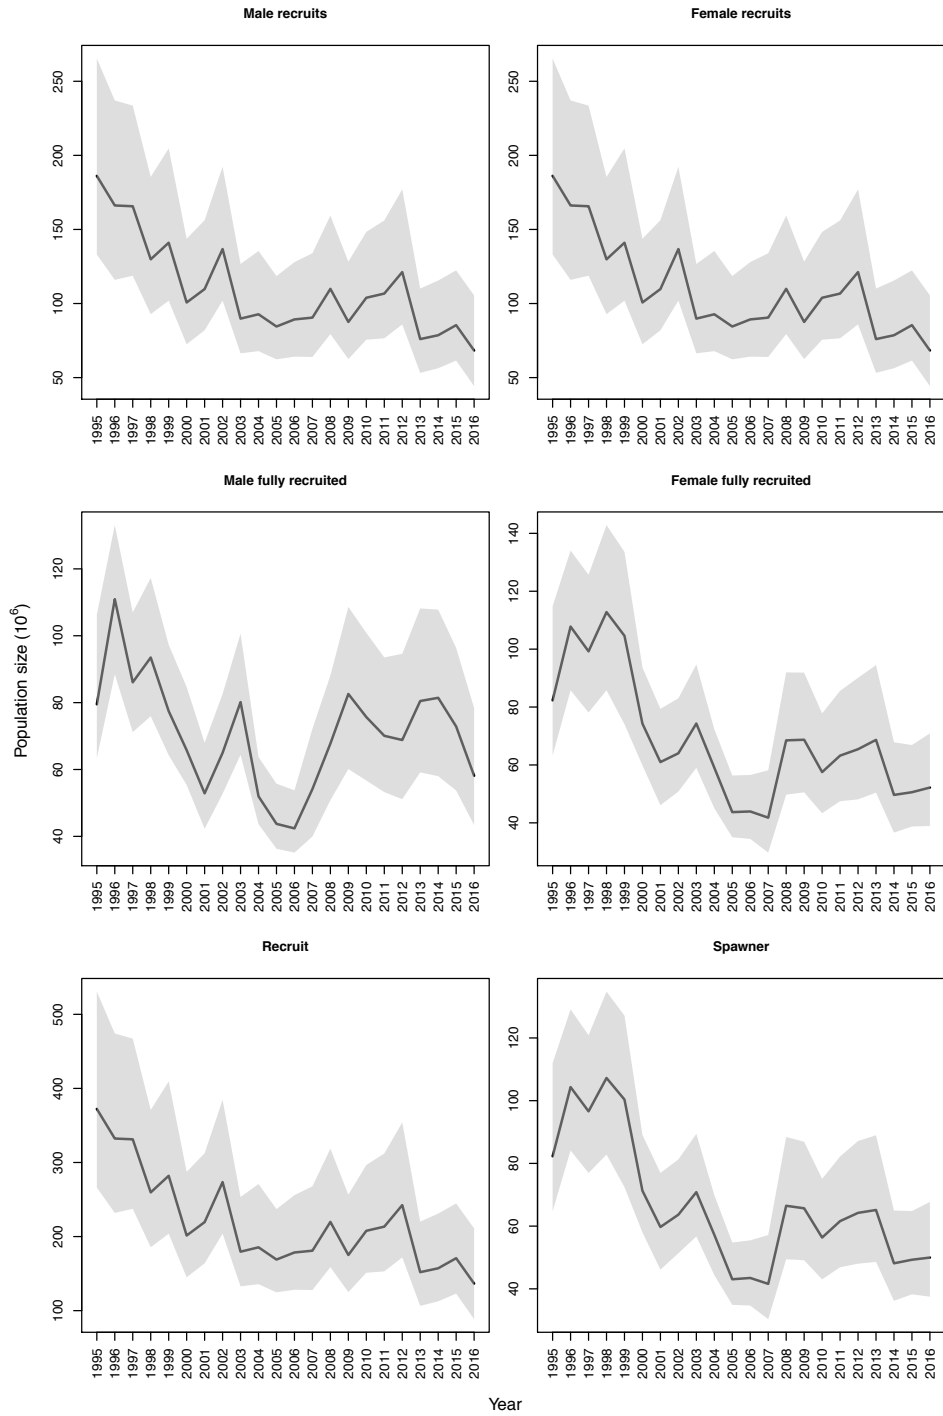 Male recruits
Female recruits
250
200
150
100
50
1995 1996 1997 1998 1999 2000 2001 2002 2003 2004 2005 2006 2007 2008 2009 2010 2011 2012 2013 2014 2015 2016
250
200
150
100
50
1995 1996 1997 1998 1999 2000 2001 2002 2003 2004 2005 2006 2007 2008 2009 2010 2011 2012 2013 2014 2015 2016
Male fully recruited
Female fully recruited
Population size (10⁶)
120
100
80
60
40
1995 1996 1997 1998 1999 2000 2001 2002 2003 2004 2005 2006 2007 2008 2009 2010 2011 2012 2013 2014 2015 2016
140
120
100
80
60
40
1995 1996 1997 1998 1999 2000 2001 2002 2003 2004 2005 2006 2007 2008 2009 2010 2011 2012 2013 2014 2015 2016
Recruit
Spawner
500
400
300
200
100
1995 1996 1997 1998 1999 2000 2001 2002 2003 2004 2005 2006 2007 2008 2009 2010 2011 2012 2013 2014 2015 2016
120
100
80
60
40
1995 1996 1997 1998 1999 2000 2001 2002 2003 2004 2005 2006 2007 2008 2009 2010 2011 2012 2013 2014 2015 2016
Year